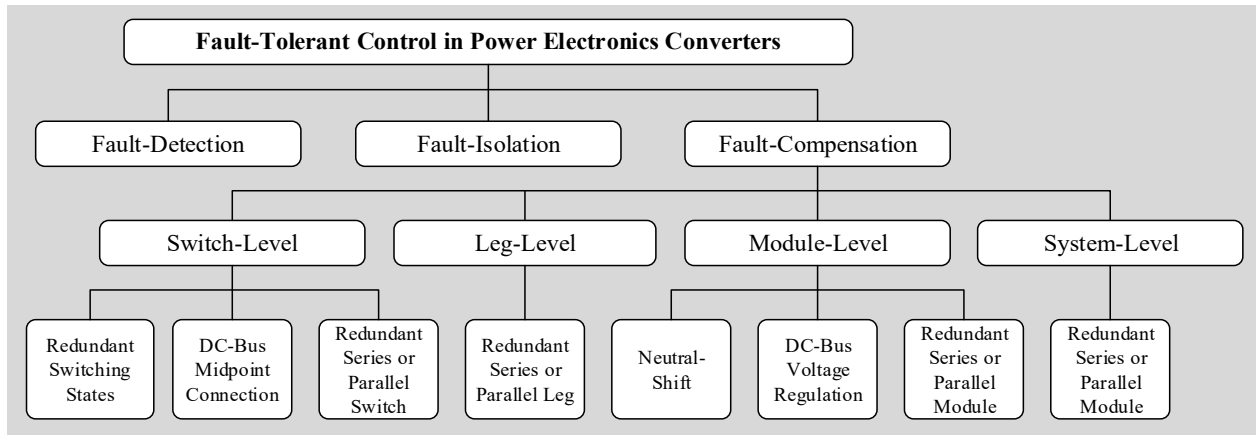 Fault-Tolerant Control in Power Electronics Converters
Fault-Detection
Fault-Isolation
Fault-Compensation
Switch-Level
Leg-Level
Module-Level
System-Level
Redundant
Switching
States
DC-Bus
Midpoint
Connection
Redundant
Series or
Parallel
Switch
Redundant
Series or
Parallel Leg
Neutral-
Shift
DC-Bus
Voltage
Regulation
Redundant
Series or
Parallel
Module
Redundant
Series or
Parallel
Module